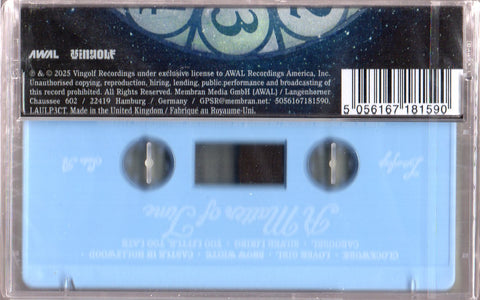 AWAL Vingolf
℗ & © 2025 Vingolf Recordings under exclusive license to AWAL Recordings America, Inc.
Unauthorised copying, reproduction, hiring, lending, public performance and broadcasting of
this record prohibited. All Rights Reserved. Membran Media GmbH (AWAL) / Langenhorner
Chaussee 602 / 22419 Hamburg / Germany / GPSR@membran.net.
LAULP3CT. Made in the United Kingdom / Fabriqué au Royaume-Uni.
5056167181590
5 056167 181590
Side A
Laufey
A Matter of Time
CLOCKWORK · LOVER GIRL · SNOW WHITE · CASTLE IN HOLLYWOOD ·
CAROUSEL · SILVER LINING · TOO LITTLE, TOO LATE